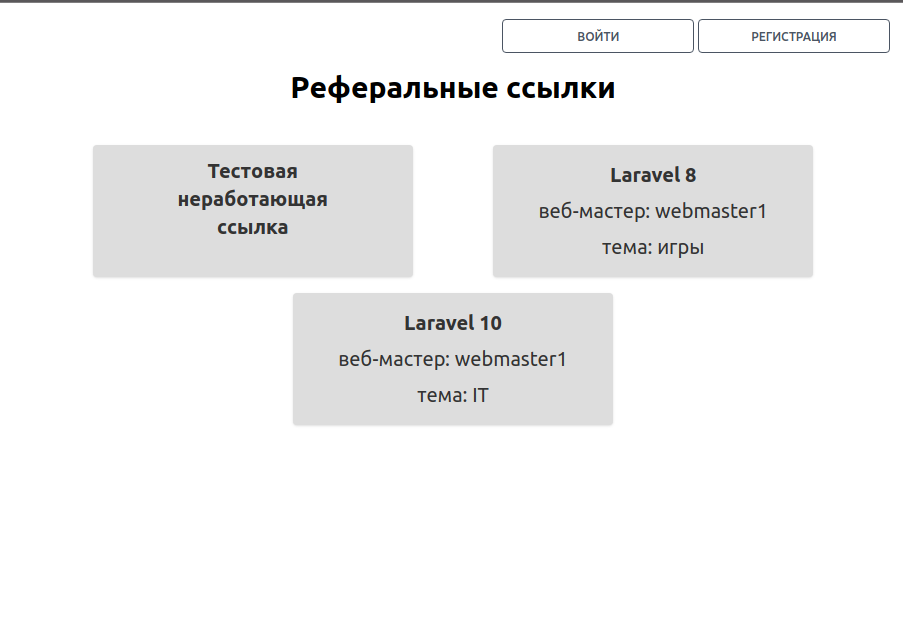 ВОЙТИ
РЕГИСТРАЦИЯ
Реферальные ссылки
Тестовая
неработающая
ссылка
Laravel 8
веб-мастер: webmaster1
тема: игры
Laravel 10
веб-мастер: webmaster1
тема: IT